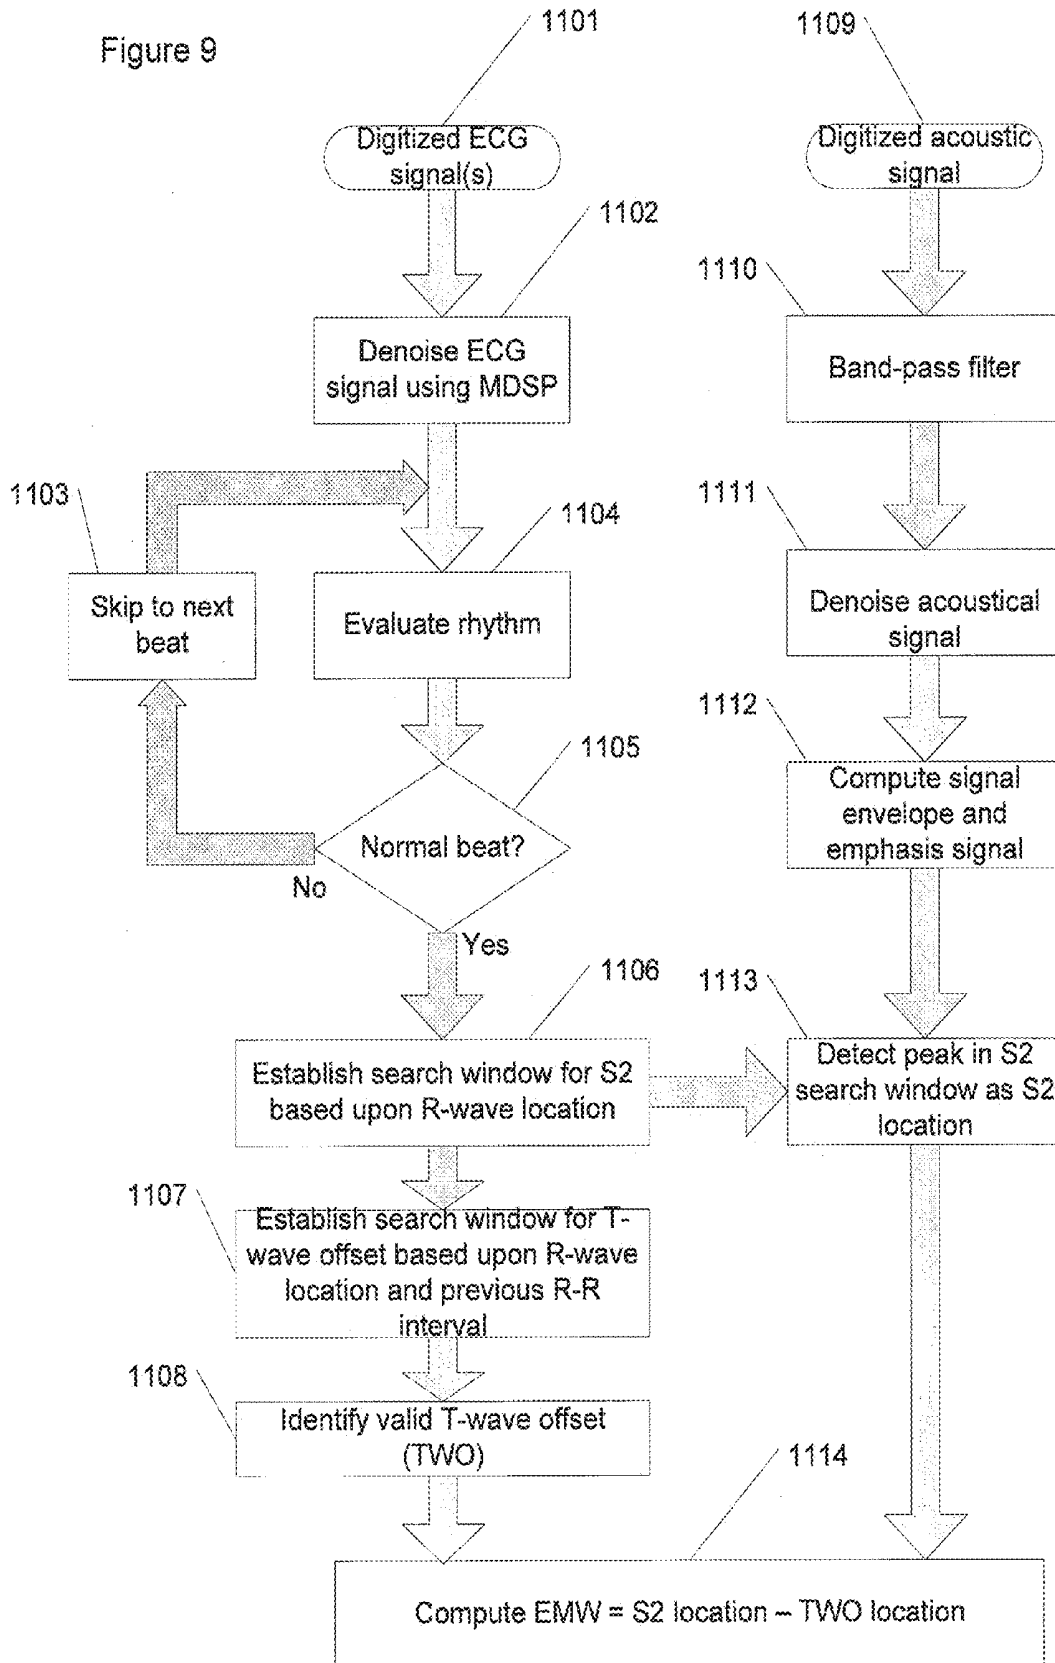 Figure 9
1101
1109
Digitized ECG
signal(s)
Digitized acoustic
signal
1102
1110
Denoise ECG
signal using MDSP
Band-pass filter
1103
1104
1111
Skip to next
beat
Evaluate rhythm
Denoise acoustical
signal
1105
1112
Normal beat?
Compute signal
envelope and
emphasis signal
No
Yes
1106
1113
Establish search window for S2
based upon R-wave location
Detect peak in S2
search window as S2
location
1107
Establish search window for T-
wave offset based upon R-wave
location and previous R-R
interval
1108
Identify valid T-wave offset
(TWO)
1114
Compute EMW = S2 location – TWO location